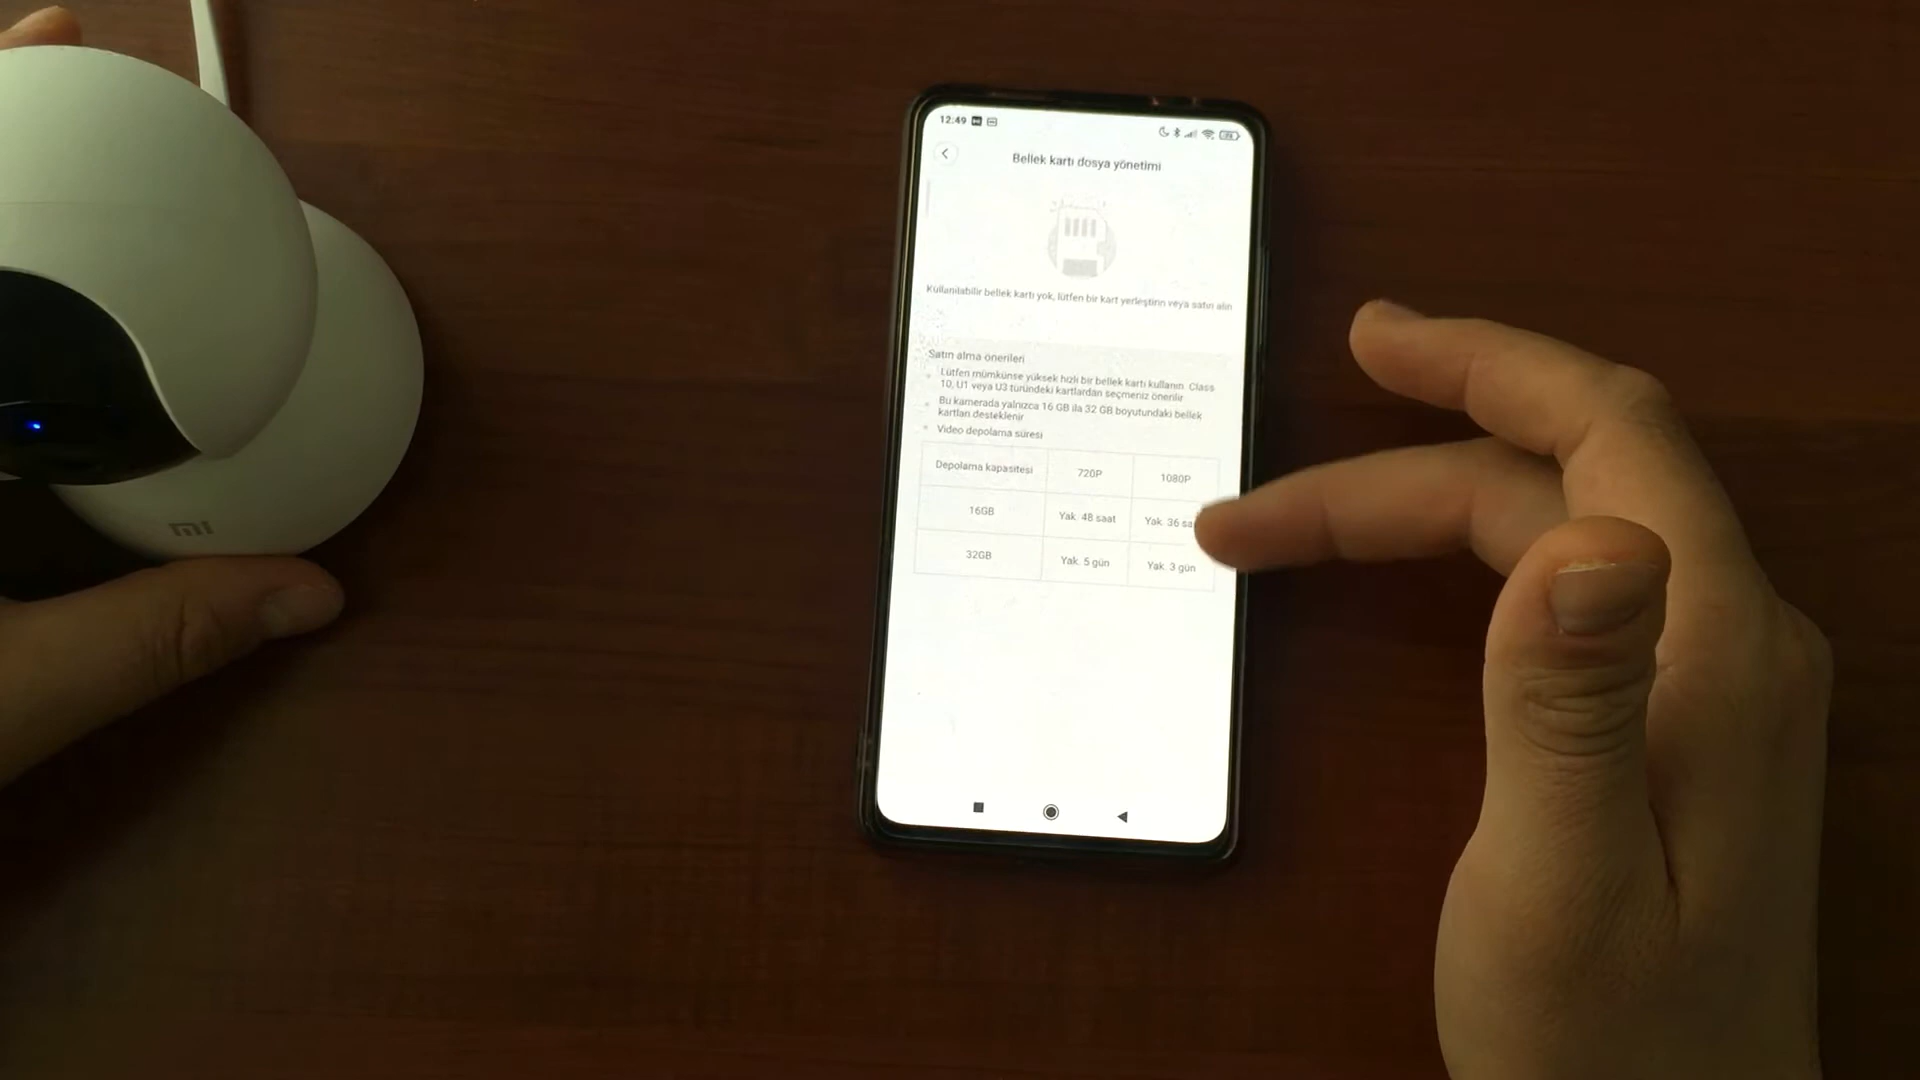 12:49
Bellek kartı dosya yönetimi
Kullanılabilir bellek kartı yok, lütfen bir kart yerleştirin veya satın alın
Satın alma önerileri
Lütfen mümkünse yüksek hızlı bir bellek kartı kullanın. Class
10, U1 veya U3 türündeki kartlardan seçmeniz önerilir
Bu kamerada yalnızca 16 GB ila 32 GB boyutundaki bellek
kartları desteklenir
Video depolama süresi
Depolama kapasitesi 720P 1080P
16GB Yak. 48 saat Yak. 36 sa
32GB Yak. 5 gün Yak. 3 gün
mi